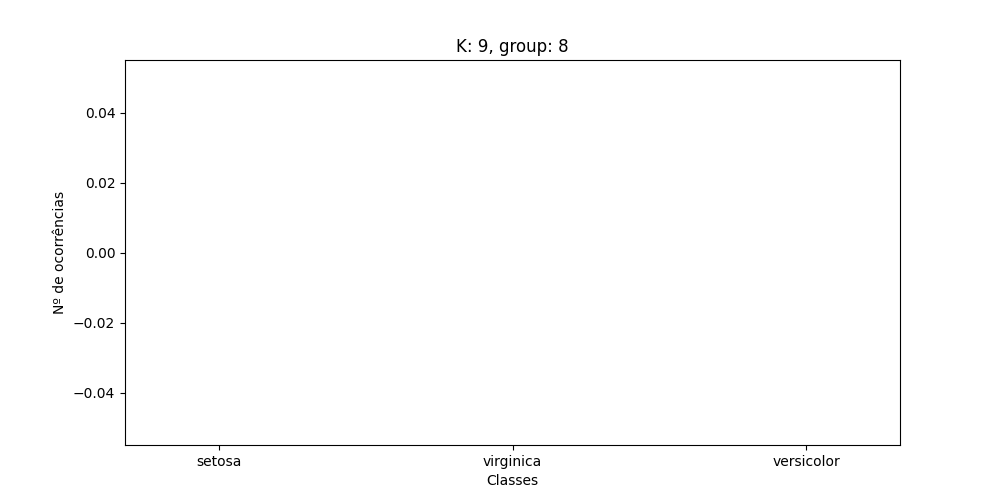 K: 9, group: 8
0.04
0.02
0.00
−0.02
−0.04
Nº de ocorrências
setosa virginica versicolor
Classes